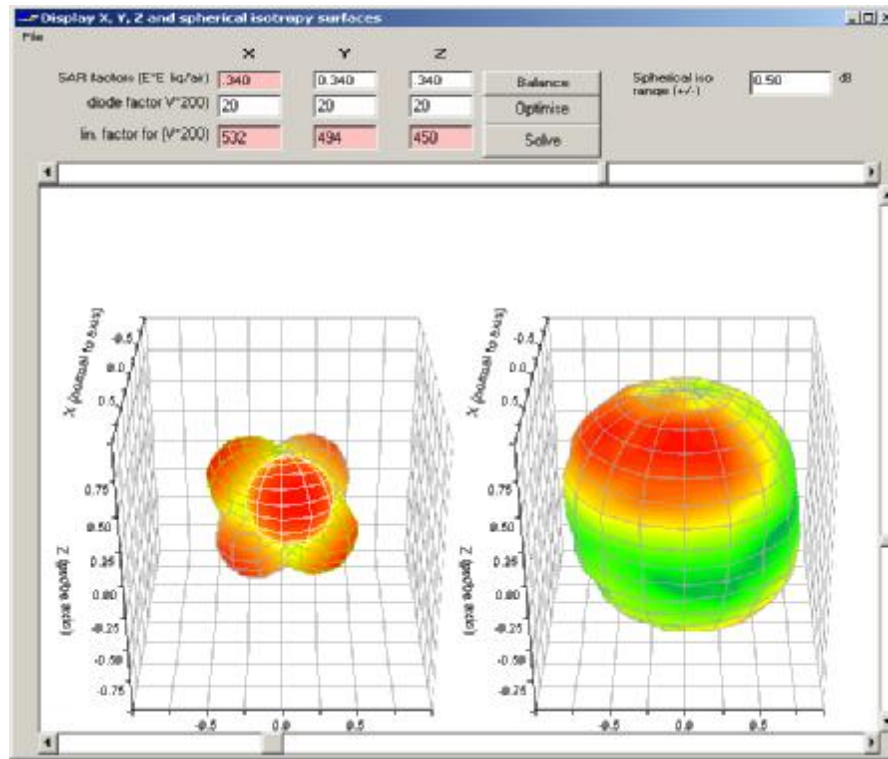 Display X, Y, Z and spherical isotropy surfaces
File
X Y Z
SAR factors (E*E liq/air) .340 0.340 .340 Balance Spherical iso range (+/-) 0.50 dB
diode factor V*200) 20 20 20 Optimise
lin. factor for (V*200) 532 494 450 Solve
X (normal to axis) -0.5 0.0 0.5
Z (probe axis) 0.75 0.50 0.25 0.00 -0.25 -0.50 -0.75
-0.5 0.0 0.5
X (normal to axis) -0.5 0.0 0.5
Z (probe axis) 0.75 0.50 0.25 0.00 -0.25 -0.50 -0.75
-0.5 0.0 0.5